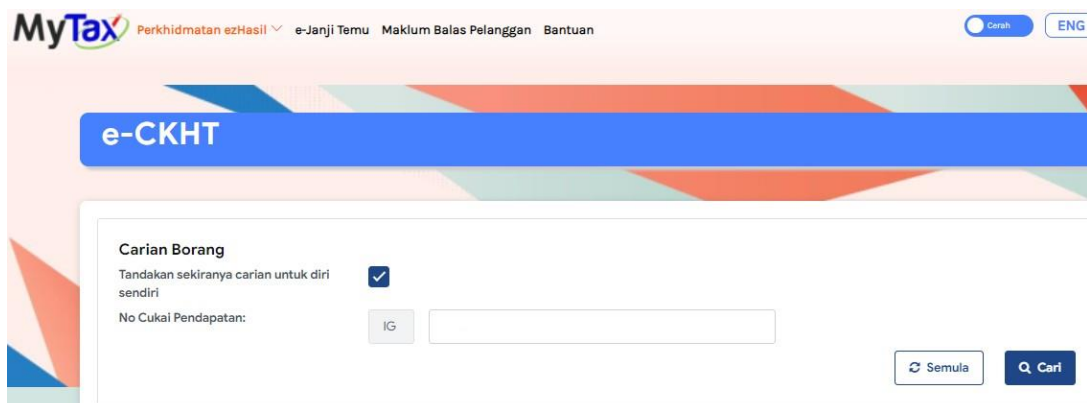 MyTax Perkhidmatan ezHasil e-Janji Temu Maklum Balas Pelanggan Bantuan Cerah ENG
e-CKHT
Carian Borang
Tandakan sekiranya carian untuk diri
sendiri
No Cukai Pendapatan:
IG
Semula Cari